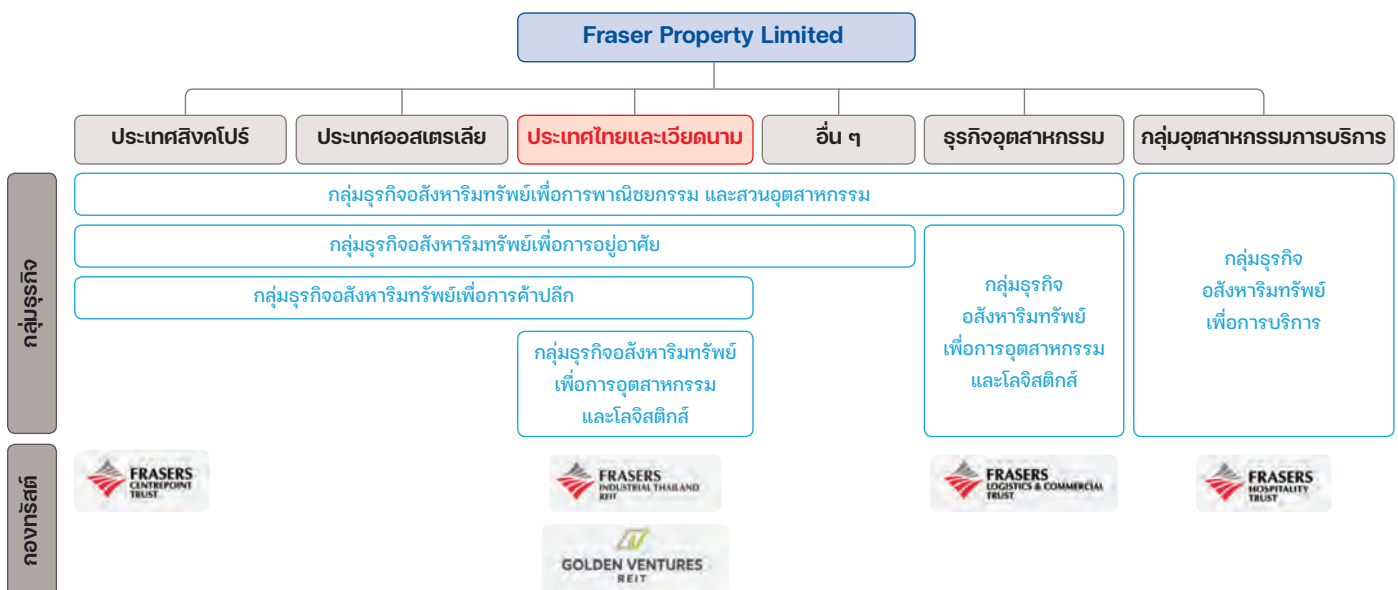 Fraser Property Limited
ประเทศสิงคโปร์
ประเทศออสเตรเลีย
ประเทศไทยและเวียดนาม
อื่น ๆ
ธุรกิจอุตสาหกรรม
กลุ่มอุตสาหกรรมการบริการ
กลุ่มธุรกิจ
กลุ่มธุรกิจอสังหาริมทรัพย์เพื่อการพาณิชยกรรม และสวนอุตสาหกรรม
กลุ่มธุรกิจอสังหาริมทรัพย์เพื่อการอยู่อาศัย
กลุ่มธุรกิจอสังหาริมทรัพย์เพื่อการค้าปลีก
กลุ่มธุรกิจอสังหาริมทรัพย์
เพื่อการอุตสาหกรรม
และโลจิสติกส์
กลุ่มธุรกิจ
อสังหาริมทรัพย์
เพื่อการอุตสาหกรรม
และโลจิสติกส์
กลุ่มธุรกิจ
อสังหาริมทรัพย์
เพื่อการบริการ
กองทรัสต์
FRASERS
CENTREPOINT
TRUST
FRASERS
INDUSTRIAL THAILAND
REIT
GOLDEN VENTURES
REIT
FRASERS
LOGISTICS & COMMERCIAL
TRUST
FRASERS
HOSPITALITY
TRUST